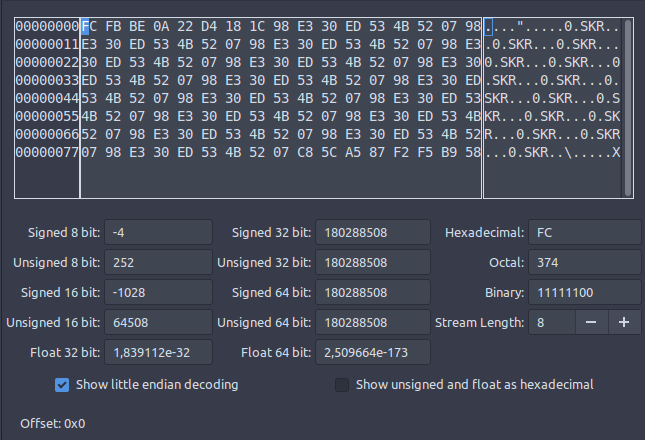 00000000 FC FB BE 0A 22 D4 18 1C 98 E3 30 ED 53 4B 52 07 98 ...."......0.SKR..
00000011 E3 30 ED 53 4B 52 07 98 E3 30 ED 53 4B 52 07 98 E3 .0.SKR...0.SKR...
00000022 30 ED 53 4B 52 07 98 E3 30 ED 53 4B 52 07 98 E3 30 0.SKR...0.SKR...0
00000033 ED 53 4B 52 07 98 E3 30 ED 53 4B 52 07 98 E3 30 ED .SKR...0.SKR...0.
00000044 53 4B 52 07 98 E3 30 ED 53 4B 52 07 98 E3 30 ED 53 SKR...0.SKR...0.S
00000055 4B 52 07 98 E3 30 ED 53 4B 52 07 98 E3 30 ED 53 4B KR...0.SKR...0.SK
00000066 52 07 98 E3 30 ED 53 4B 52 07 98 E3 30 ED 53 4B 52 R...0.SKR...0.SKR
00000077 07 98 E3 30 ED 53 4B 52 07 C8 5C A5 87 F2 F5 B9 58 ...0.SKR..\.....X
Signed 8 bit: -4 Signed 32 bit: 180288508 Hexadecimal: FC
Unsigned 8 bit: 252 Unsigned 32 bit: 180288508 Octal: 374
Signed 16 bit: -1028 Signed 64 bit: 180288508 Binary: 11111100
Unsigned 16 bit: 64508 Unsigned 64 bit: 180288508 Stream Length: 8 − +
Float 32 bit: 1,839112e-32 Float 64 bit: 2,509664e-173
Show little endian decoding Show unsigned and float as hexadecimal
Offset: 0x0